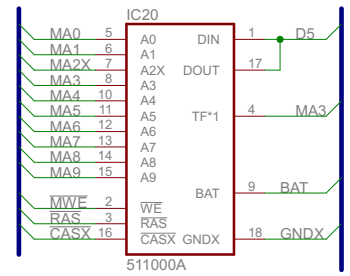 IC20
MA0 5 A0 DIN 1 D5
MA1 6 A1
MA2X 7 A2X DOUT 17
MA3 8 A3
MA4 10 A4
MA5 11 A5 TF*1 4 MA3
MA6 12 A6
MA7 13 A7
MA8 14 A8
MA9 15 A9
BAT 9 BAT
MWE 2 WE
RAS 3 RAS
CASX 16 CASX GNDX 18 GNDX
511000A